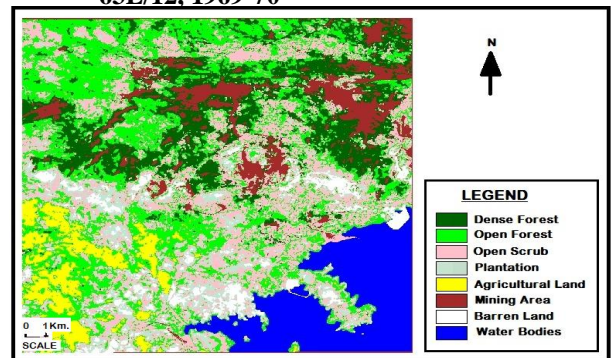 N
LEGEND
Dense Forest
Open Forest
Open Scrub
Plantation
Agricultural Land
Mining Area
Barren Land
Water Bodies
0 1Km.
SCALE